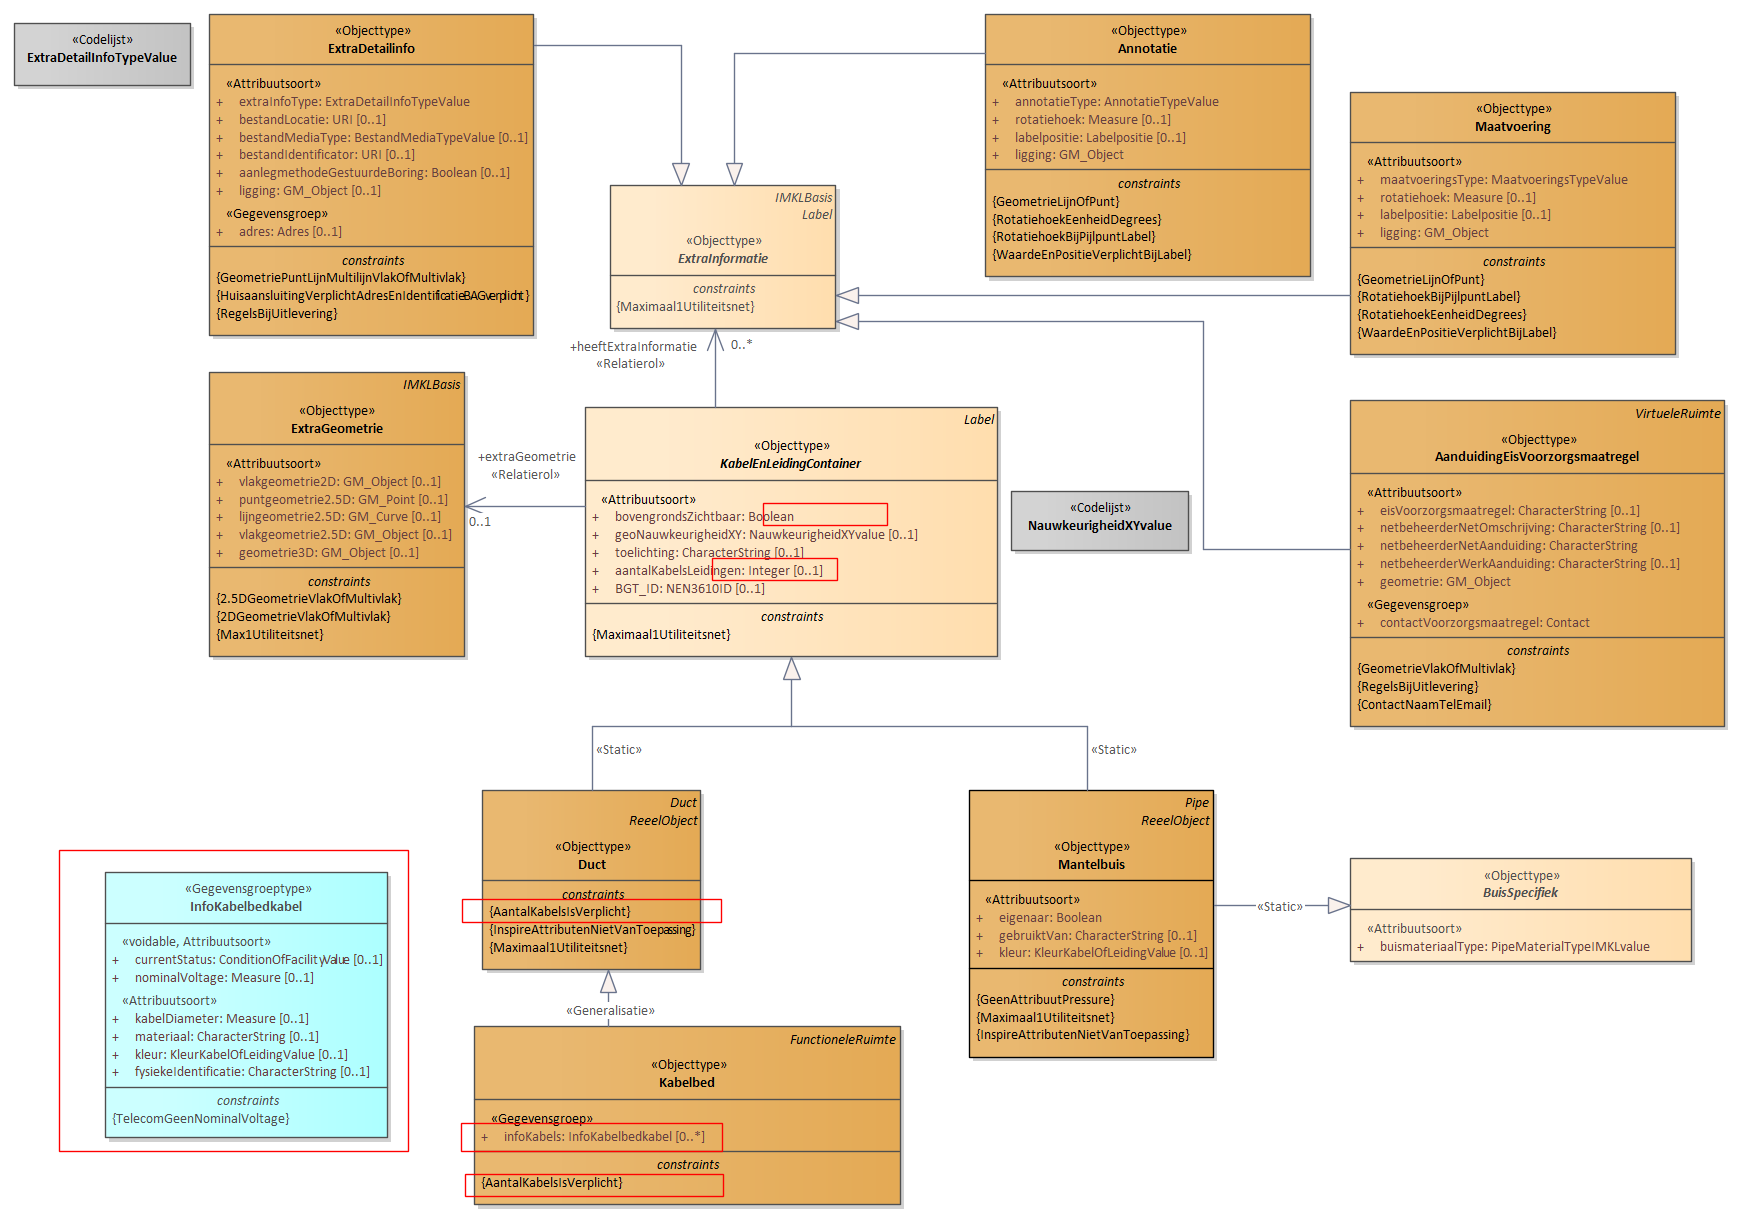 «Codelijst»
ExtraDetailInfoTypeValue
«Objecttype»
ExtraDetailinfo
«Attribuutsoort»
+ extraInfoType: ExtraDetailInfoTypeValue
+ bestandLocatie: URI [0..1]
+ bestandMediaType: BestandMediaTypeValue [0..1]
+ bestandIdentificator: URI [0..1]
+ aanlegmethodeGestuurdeBoring: Boolean [0..1]
+ ligging: GM_Object [0..1]
«Gegevensgroep»
+ adres: Adres [0..1]
constraints
{GeometriePuntLijnMultilijnVlakOfMultivlak}
{HuisaansluitingVerplichtAdresEnIdentificatieBAGverplicht}
{RegelsBijUitlevering}
«Objecttype»
Annotatie
«Attribuutsoort»
+ annotatieType: AnnotatieTypeValue
+ rotatiehoek: Measure [0..1]
+ labelpositie: Labelpositie [0..1]
+ ligging: GM_Object
constraints
{GeometrieLijnOfPunt}
{RotatiehoekEenheidDegrees}
{RotatiehoekBijPijlpuntLabel}
{WaardeEnPositieVerplichtBijLabel}
«Objecttype»
Maatvoering
«Attribuutsoort»
+ maatvoeringsType: MaatvoeringsTypeValue
+ rotatiehoek: Measure [0..1]
+ labelpositie: Labelpositie [0..1]
+ ligging: GM_Object
constraints
{GeometrieLijnOfPunt}
{RotatiehoekBijPijlpuntLabel}
{RotatiehoekEenheidDegrees}
{WaardeEnPositieVerplichtBijLabel}
IMKLBasis
Label
«Objecttype»
ExtraInformatie
constraints
{Maximaal1Utiliteitsnet}
+heeftExtraInformatie
0..*
«Relatierol»
IMKLBasis
«Objecttype»
ExtraGeometrie
«Attribuutsoort»
+ vlakgeometrie2D: GM_Object [0..1]
+ puntgeometrie2.5D: GM_Point [0..1]
+ lijngeometrie2.5D: GM_Curve [0..1]
+ vlakgeometrie2.5D: GM_Object [0..1]
+ geometrie3D: GM_Object [0..1]
constraints
{2.5DGeometrieVlakOfMultivlak}
{2DGeometrieVlakOfMultivlak}
{Max1Utiliteitsnet}
+extraGeometrie
«Relatierol»
0..1
Label
«Objecttype»
KabelEnLeidingContainer
«Attribuutsoort»
+ bovengrondsZichtbaar: Boolean
+ geoNauwkeurigheidXY: NauwkeurigheidXYvalue [0..1]
+ toelichting: CharacterString [0..1]
+ aantalKabelsLeidingen: Integer [0..1]
+ BGT_ID: NEN3610ID [0..1]
constraints
{Maximaal1Utiliteitsnet}
«Codelijst»
NauwkeurigheidXYvalue
VirtueleRuimte
«Objecttype»
AanduidingEisVoorzorgsmaatregel
«Attribuutsoort»
+ eisVoorzorgsmaatregel: CharacterString [0..1]
+ netbeheerderNetOmschrijving: CharacterString [0..1]
+ netbeheerderNetAanduiding: CharacterString
+ netbeheerderWerkAanduiding: CharacterString [0..1]
+ geometrie: GM_Object
«Gegevensgroep»
+ contactVoorzorgsmaatregel: Contact
constraints
{GeometrieVlakOfMultivlak}
{RegelsBijUitlevering}
{ContactNaamTelEmail}
«Static»
«Static»
Duct
ReeelObject
«Objecttype»
Duct
constraints
{AantalKabelsIsVerplicht}
{InspireAttributenNietVanToepassing}
{Maximaal1Utiliteitsnet}
Pipe
ReeelObject
«Objecttype»
Mantelbuis
«Attribuutsoort»
+ eigenaar: Boolean
+ gebruiktVan: CharacterString [0..1]
+ kleur: KleurKabelOfLeidingValue [0..1]
constraints
{GeenAttribuutPressure}
{Maximaal1Utiliteitsnet}
{InspireAttributenNietVanToepassing}
«Static»
«Objecttype»
BuisSpecifiek
«Attribuutsoort»
+ buismateriaalType: PipeMaterialTypeIMKLvalue
«Gegevensgroeptype»
InfoKabelbedkabel
«voidable, Attribuutsoort»
+ currentStatus: ConditionOfFacilityValue [0..1]
+ nominalVoltage: Measure [0..1]
«Attribuutsoort»
+ kabelDiameter: Measure [0..1]
+ materiaal: CharacterString [0..1]
+ kleur: KleurKabelOfLeidingValue [0..1]
+ fysiekeIdentificatie: CharacterString [0..1]
constraints
{TelecomGeenNominalVoltage}
«Generalisatie»
FunctioneleRuimte
«Objecttype»
Kabelbed
«Gegevensgroep»
+ infoKabels: InfoKabelbedkabel [0..*]
constraints
{AantalKabelsIsVerplicht}